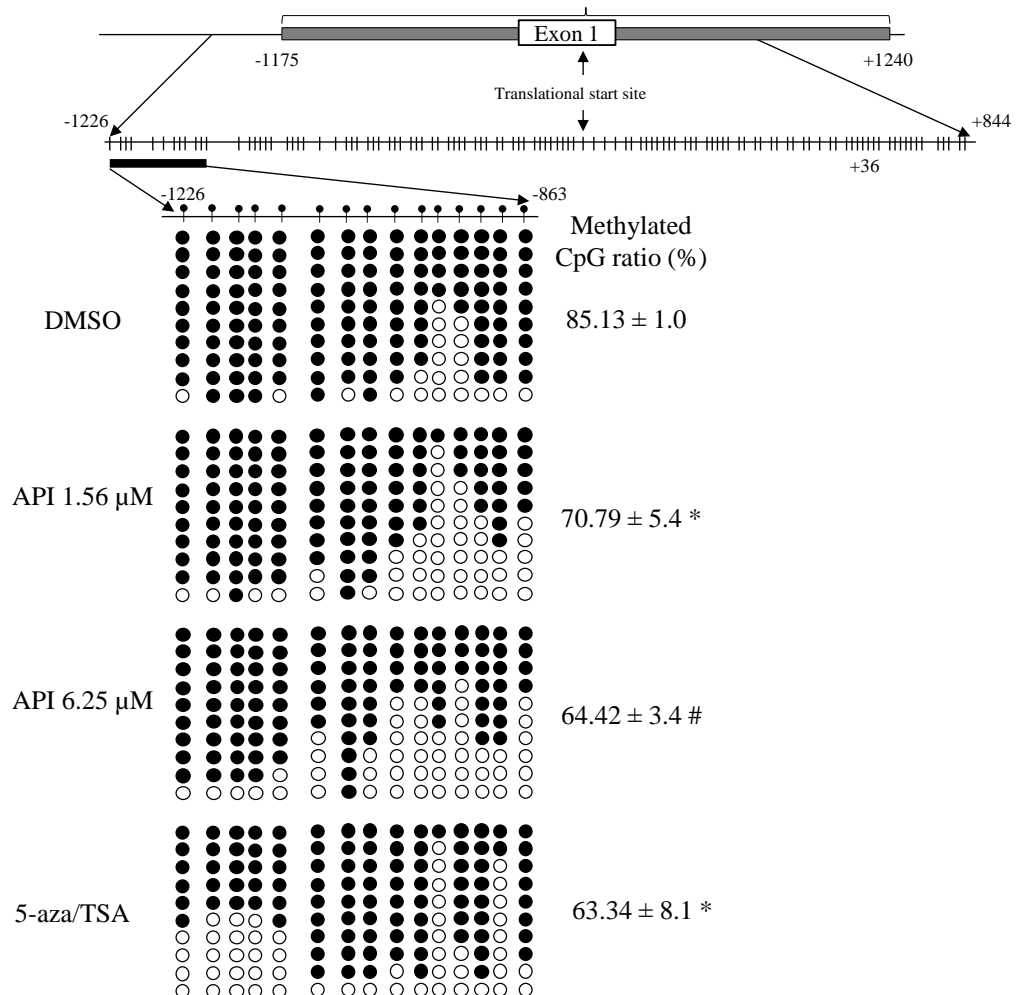 Exon 1
-1175
+1240
Translational start site
-1226
+844
+36
-1226
-863
Methylated
CpG ratio (%)
DMSO
85.13 ± 1.0
API 1.56 µM
70.79 ± 5.4 *
API 6.25 µM
64.42 ± 3.4 #
5-aza/TSA
63.34 ± 8.1 *